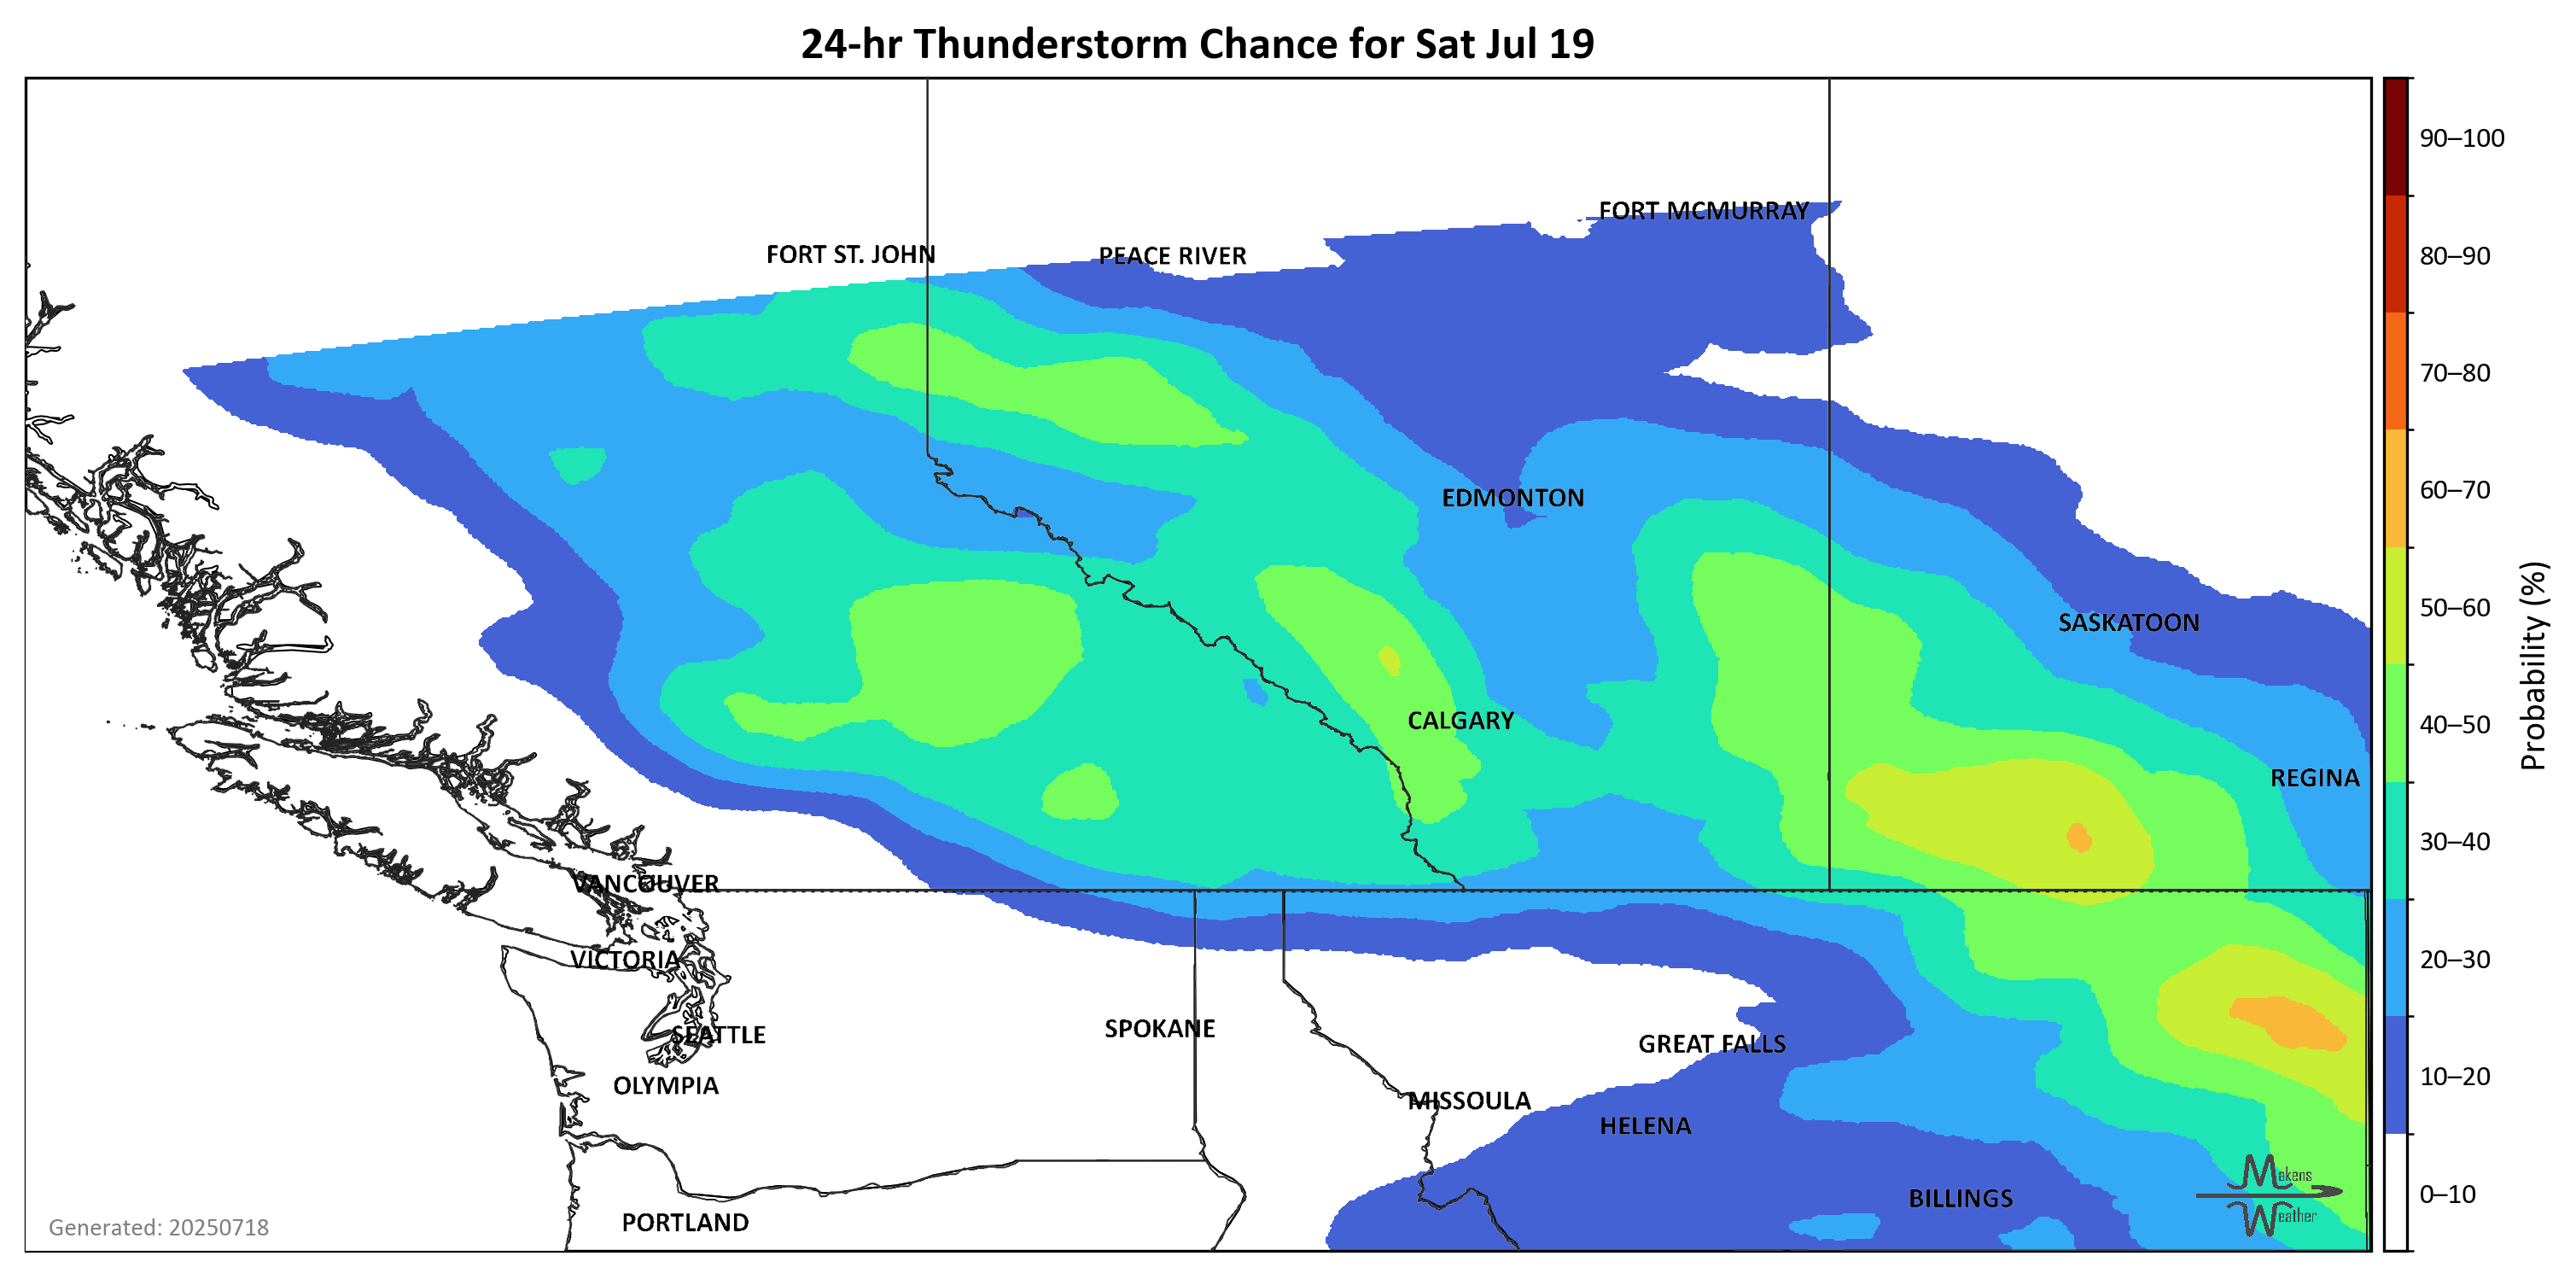 24-hr Thunderstorm Chance for Sat Jul 19
90–100
FORT MCMURRAY
FORT ST. JOHN
PEACE RIVER
80–90
70–80
60–70
EDMONTON
50–60
SASKATOON
CALGARY
40–50
Probability (%)
REGINA
30–40
VANCOUVER
VICTORIA
20–30
SEATTLE
SPOKANE
GREAT FALLS
OLYMPIA
10–20
MISSOULA
HELENA
Makens
Weather
0–10
BILLINGS
PORTLAND
Generated: 20250718